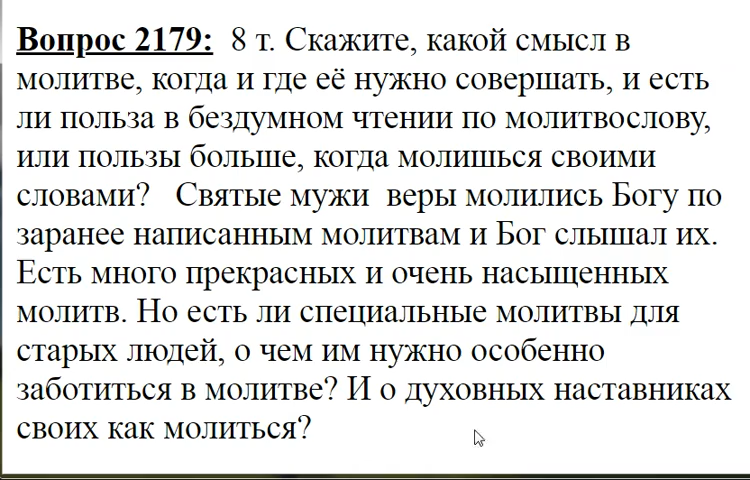 Вопрос 2179:  8 т. Скажите, какой смысл в
молитве, когда и где её нужно совершать, и есть
ли польза в бездумном чтении по молитвослову,
или пользы больше, когда молишься своими
словами?   Святые мужи  веры молились Богу по
заранее написанным молитвам и Бог слышал их.
Есть много прекрасных и очень насыщенных
молитв. Но есть ли специальные молитвы для
старых людей, о чем им нужно особенно
заботиться в молитве? И о духовных наставниках
своих как молиться?